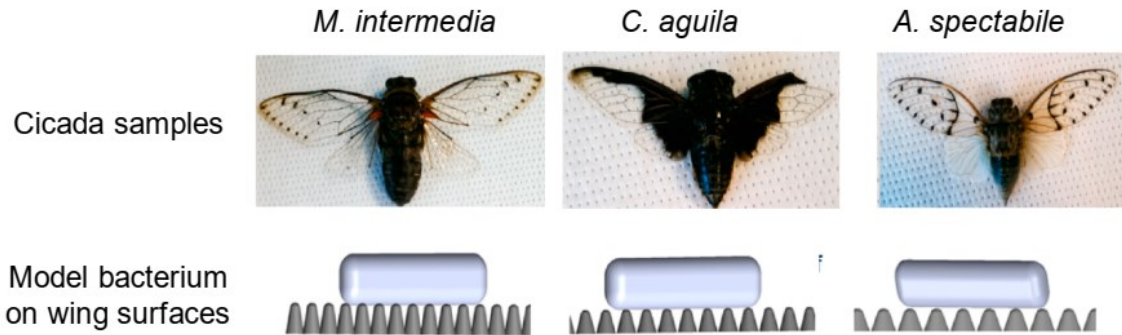 M. intermedia C. aguila A. spectabile
Cicada samples
Model bacterium
on wing surfaces